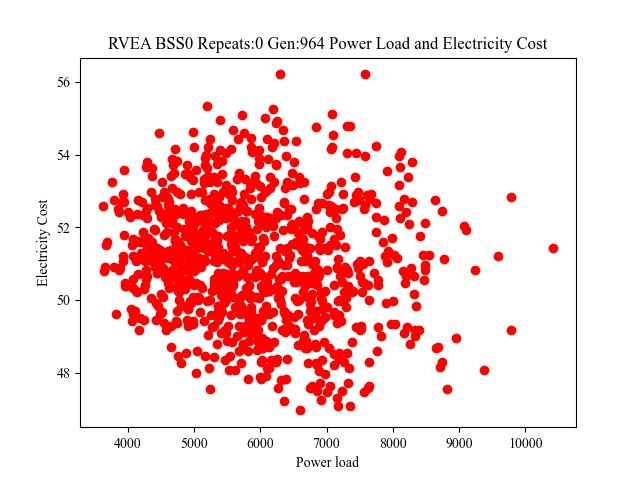 RVEA BSS0 Repeats:0 Gen:964 Power Load and Electricity Cost
56
54
52
50
48
Electricity Cost
4000 5000 6000 7000 8000 9000 10000
Power load